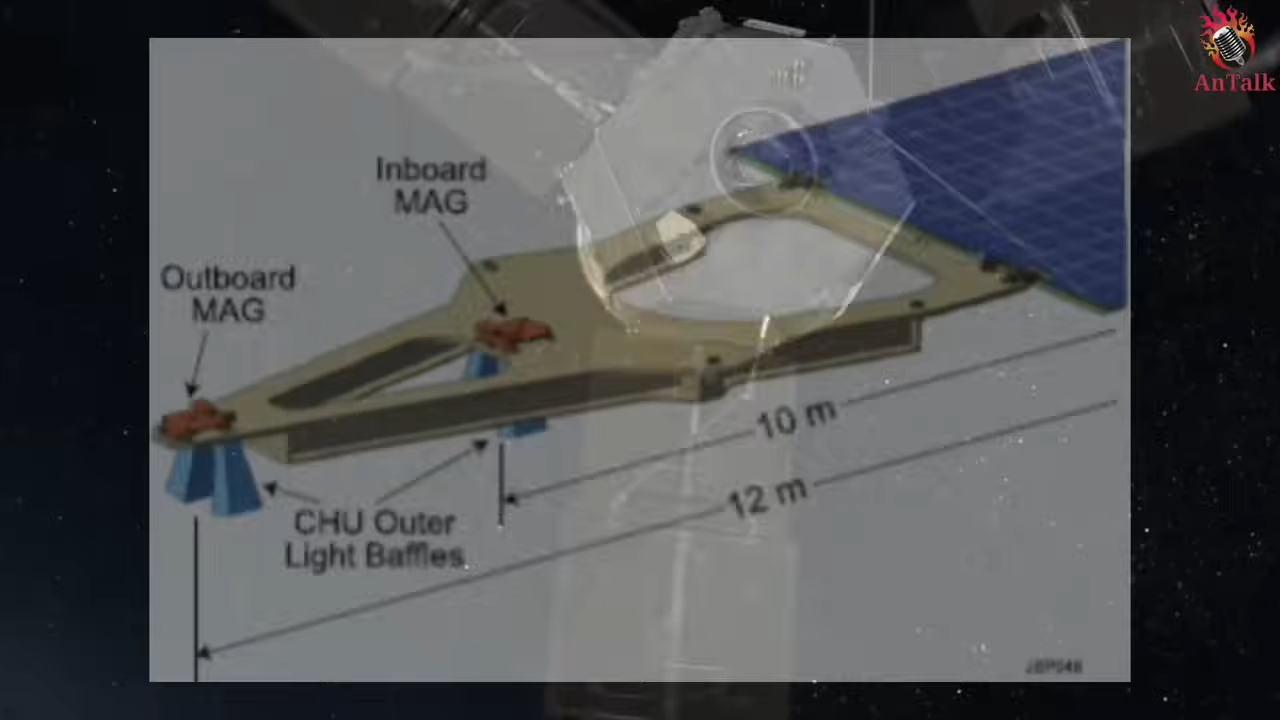 AnTalk
Inboard
MAG
Outboard
MAG
10 m
12 m
CHU Outer
Light Baffles